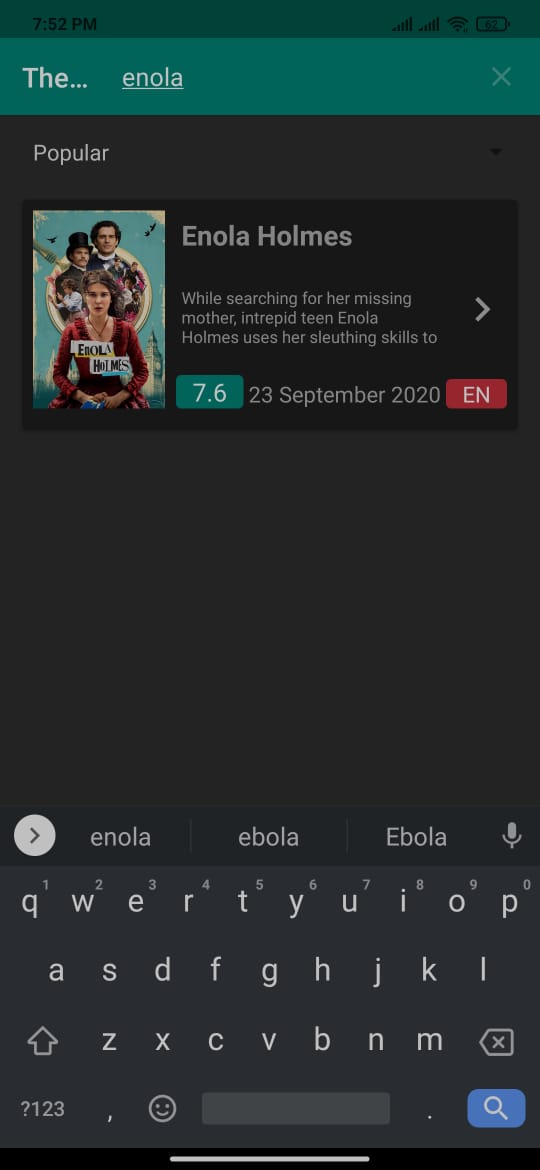 7:52 PM
62
The... enola
Popular
Enola Holmes
While searching for her missing
mother, intrepid teen Enola
Holmes uses her sleuthing skills to
ENOLA
HOLMES
7.6 23 September 2020 EN
enola ebola Ebola
1 2 3 4 5 6 7 8 9 0
q w e r t y u i o p
a s d f g h j k l
z x c v b n m
?123 , .